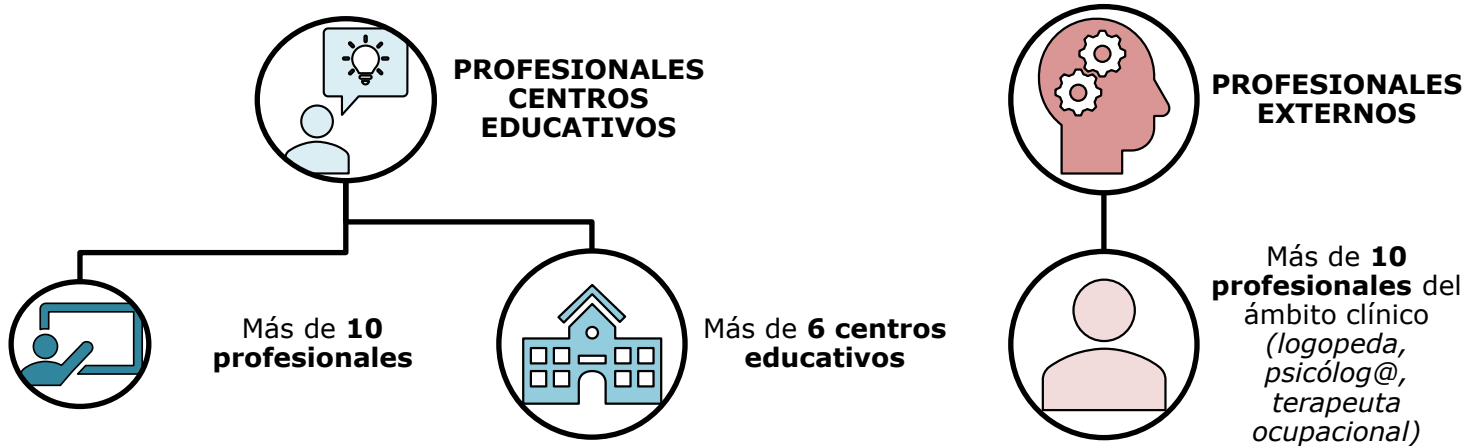 PROFESIONALES
CENTROS
EDUCATIVOS
PROFESIONALES
EXTERNOS
Más de 10
profesionales
Más de 6 centros
educativos
Más de 10
profesionales del
ámbito clínico
(logopeda,
psicólog@,
terapeuta
ocupacional)